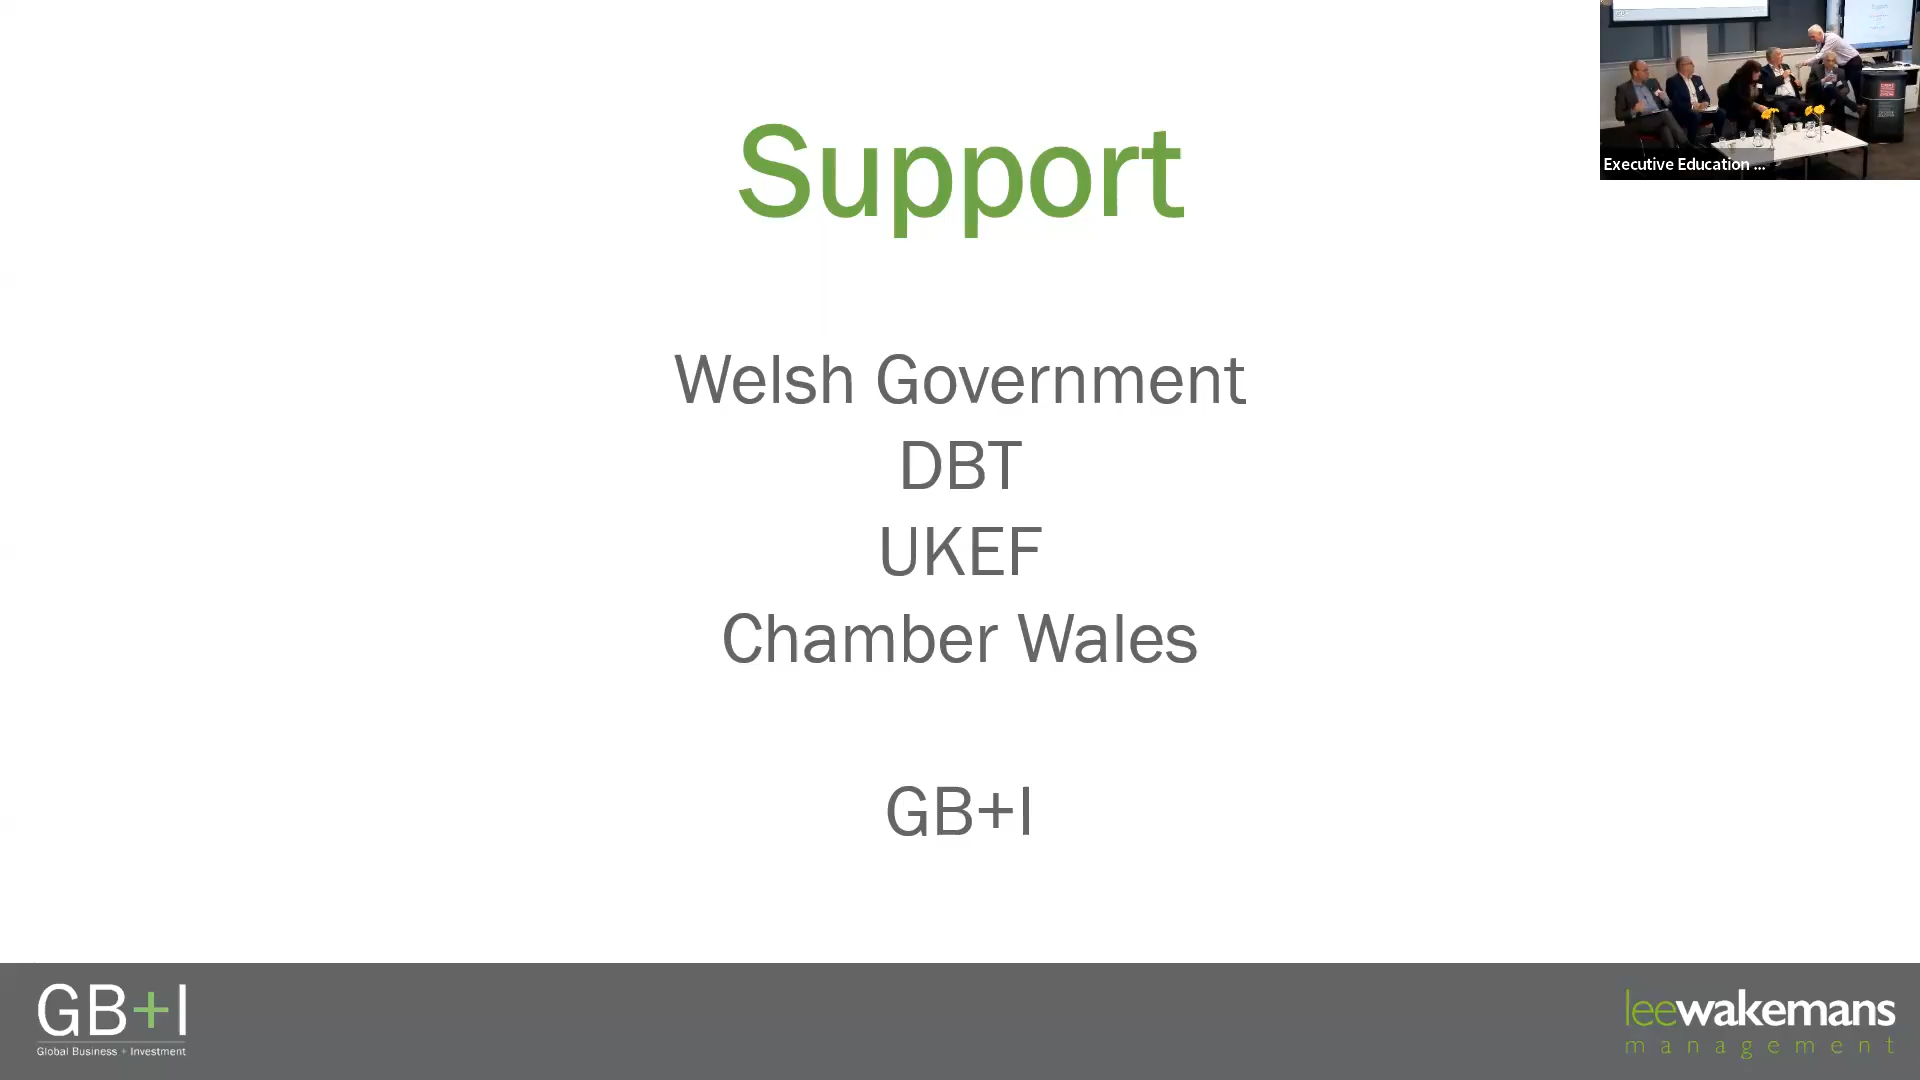 Support
Executive Education ...
Welsh Government
DBT
UKEF
Chamber Wales
GB+I
GB+I
Global Business + Investment
leewakemans
management